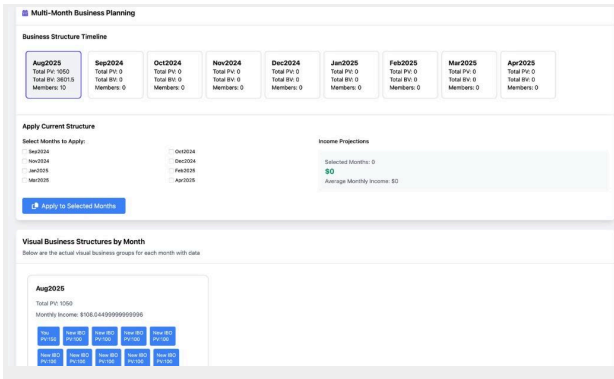 Multi-Month Business Planning
Business Structure Timeline
Aug2025
Total PV: 1050
Total BV: 3601.5
Members: 10
Sep2024
Total PV: 0
Total BV: 0
Members: 0
Oct2024
Total PV: 0
Total BV: 0
Members: 0
Nov2024
Total PV: 0
Total BV: 0
Members: 0
Dec2024
Total PV: 0
Total BV: 0
Members: 0
Jan2025
Total PV: 0
Total BV: 0
Members: 0
Feb2025
Total PV: 0
Total BV: 0
Members: 0
Mar2025
Total PV: 0
Total BV: 0
Members: 0
Apr2025
Total PV: 0
Total BV: 0
Members: 0
Apply Current Structure
Select Months to Apply:
Sep2024
Oct2024
Nov2024
Dec2024
Jan2025
Feb2025
Mar2025
Apr2025
Income Projections
Selected Months: 0
$0
Average Monthly Income: $0
Apply to Selected Months
Visual Business Structures by Month
Below are the actual visual business groups for each month with data
Aug2025
Total PV: 1050
Monthly Income: $108.04499999999996
You
PV:150
New IBO
PV:100
New IBO
PV:100
New IBO
PV:100
New IBO
PV:100
New IBO
PV:100
New IBO
PV:100
New IBO
PV:100
New IBO
PV:100
New IBO
PV:100